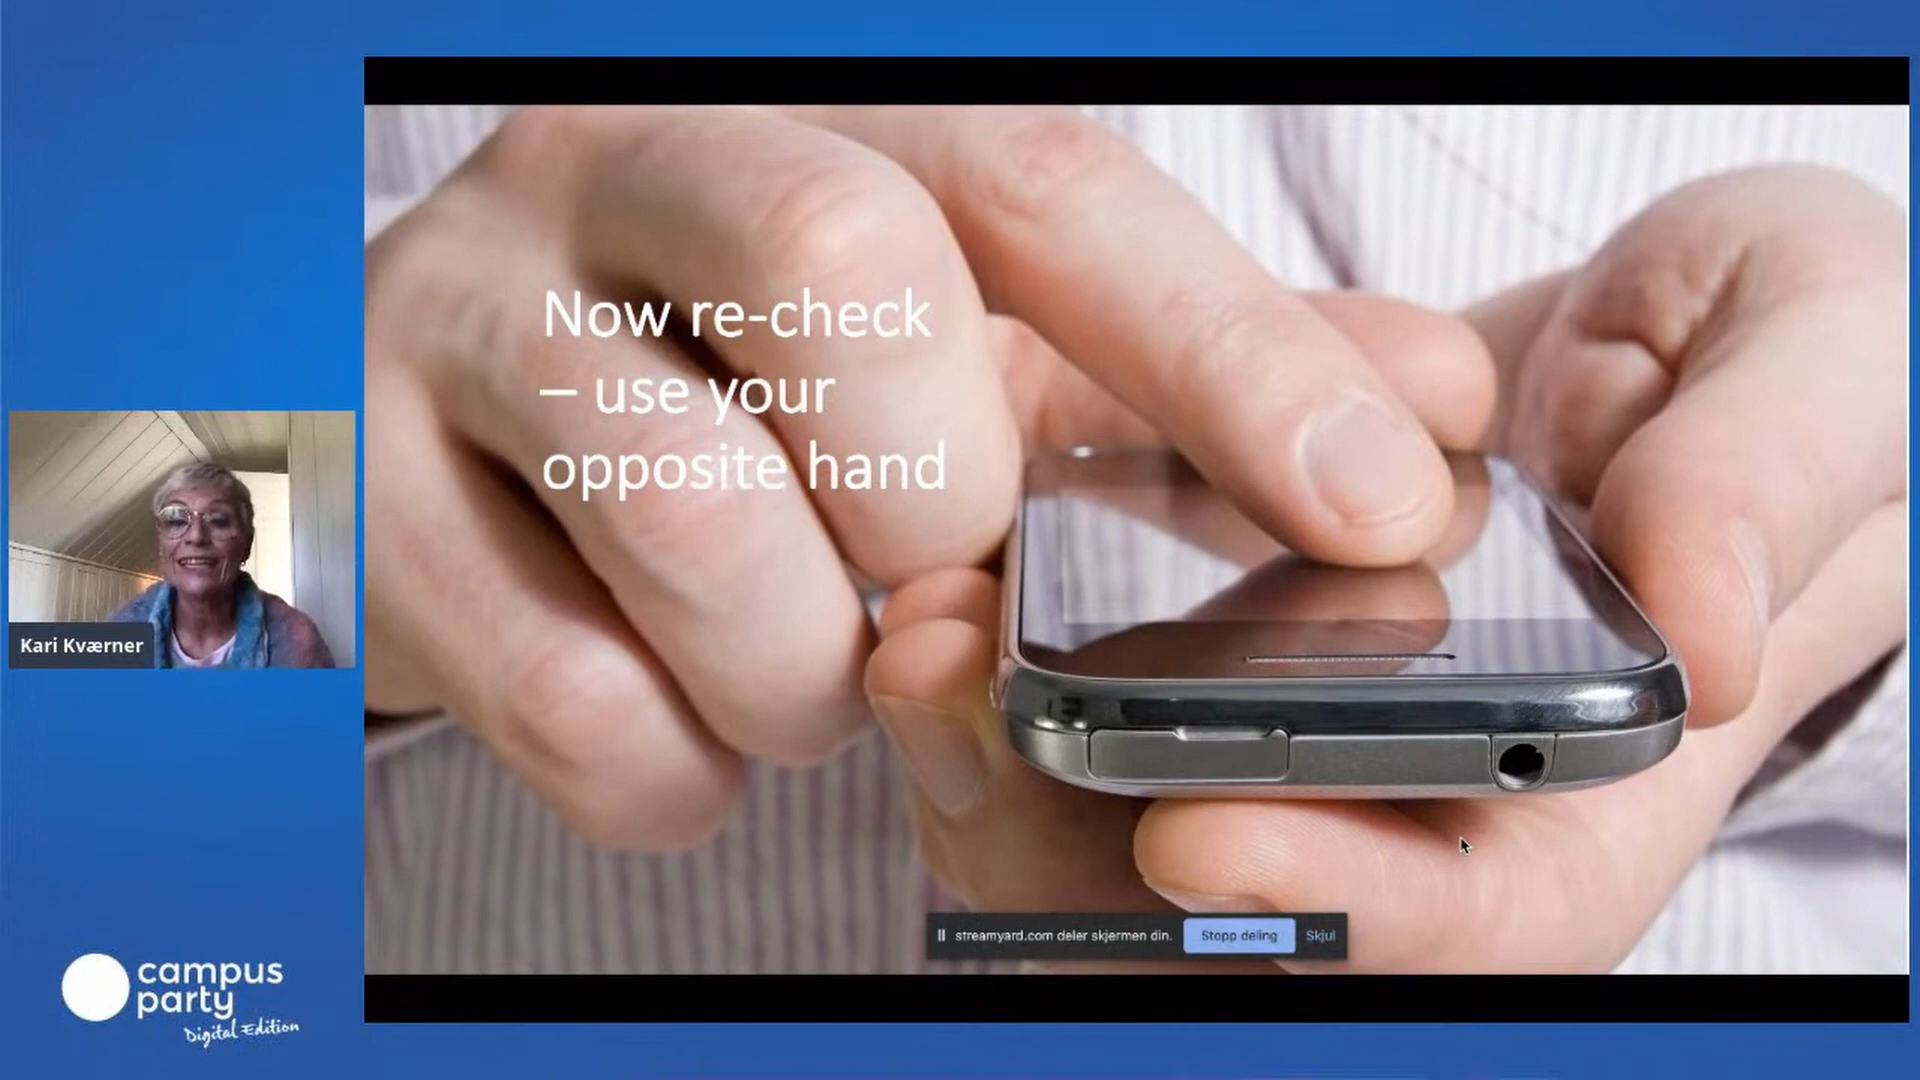 Now re-check
– use your
opposite hand
Kari Kværner
streamyard.com deler skjermen din.
Stopp deling
Skjul
campus
party
Digital Edition